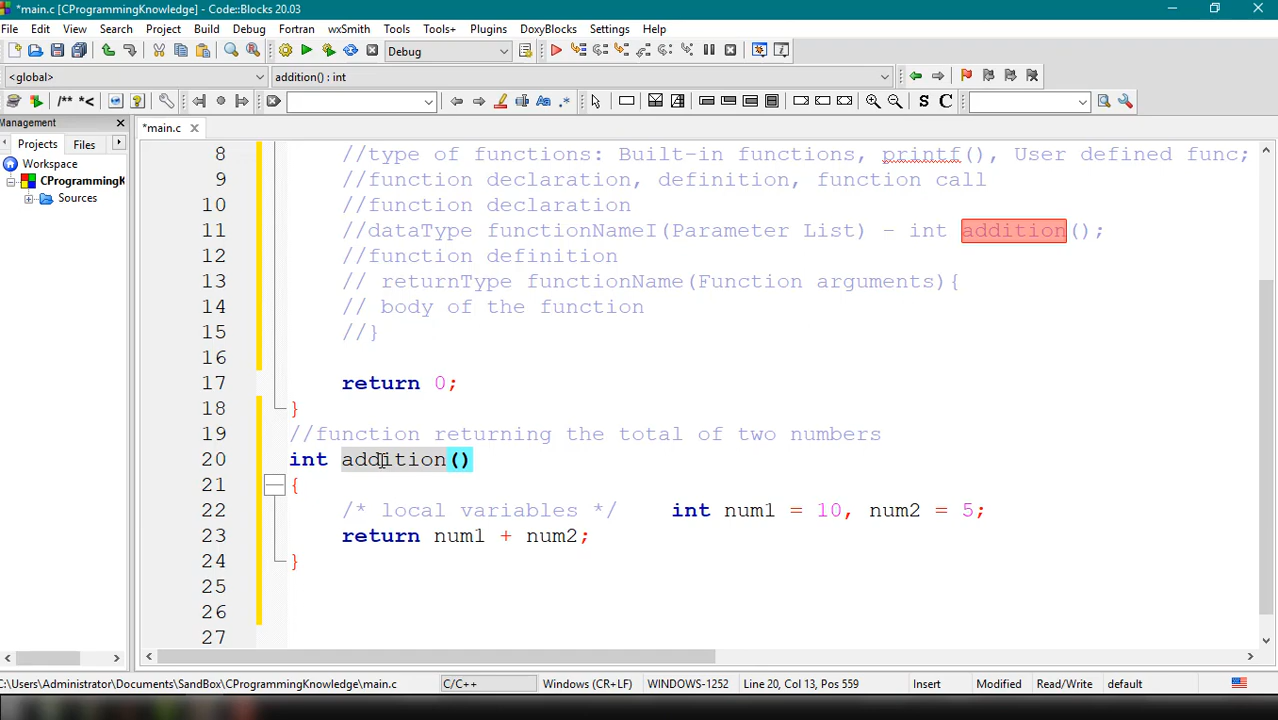 *main.c [CProgrammingKnowledge] - Code::Blocks 20.03
File Edit View Search Project Build Debug Fortran wxSmith Tools Tools+ Plugins DoxyBlocks Settings Help
Debug
<global> addition() : int
/** *< S C
Management
*main.c
Projects Files
Workspace
CProgrammingK
Sources
8 //type of functions: Built-in functions, printf(), User defined func;
9 //function declaration, definition, function call
10 //function declaration
11 //dataType functionNameI(Parameter List) - int addition();
12 //function definition
13 // returnType functionName(Function arguments){
14 // body of the function
15 //}
16
17 return 0;
18 }
19 //function returning the total of two numbers
20 int addition()
21 {
22 /* local variables */ int num1 = 10, num2 = 5;
23 return num1 + num2;
24 }
25
26
27
C:\Users\Administrator\Documents\SandBox\CProgrammingKnowledge\main.c C/C++ Windows (CR+LF) WINDOWS-1252 Line 20, Col 13, Pos 559 Insert Modified Read/Write default